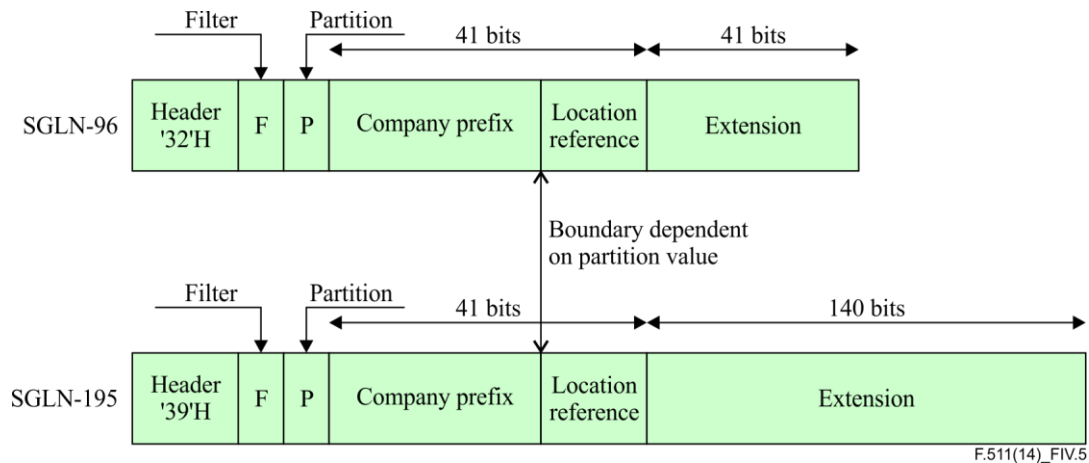 Filter
Partition
41 bits
41 bits
SGLN-96
Header
'32'H
F
P
Company prefix
Location
reference
Extension
Boundary dependent
on partition value
Filter
Partition
41 bits
140 bits
SGLN-195
Header
'39'H
F
P
Company prefix
Location
reference
Extension
F.511(14)_FIV.5